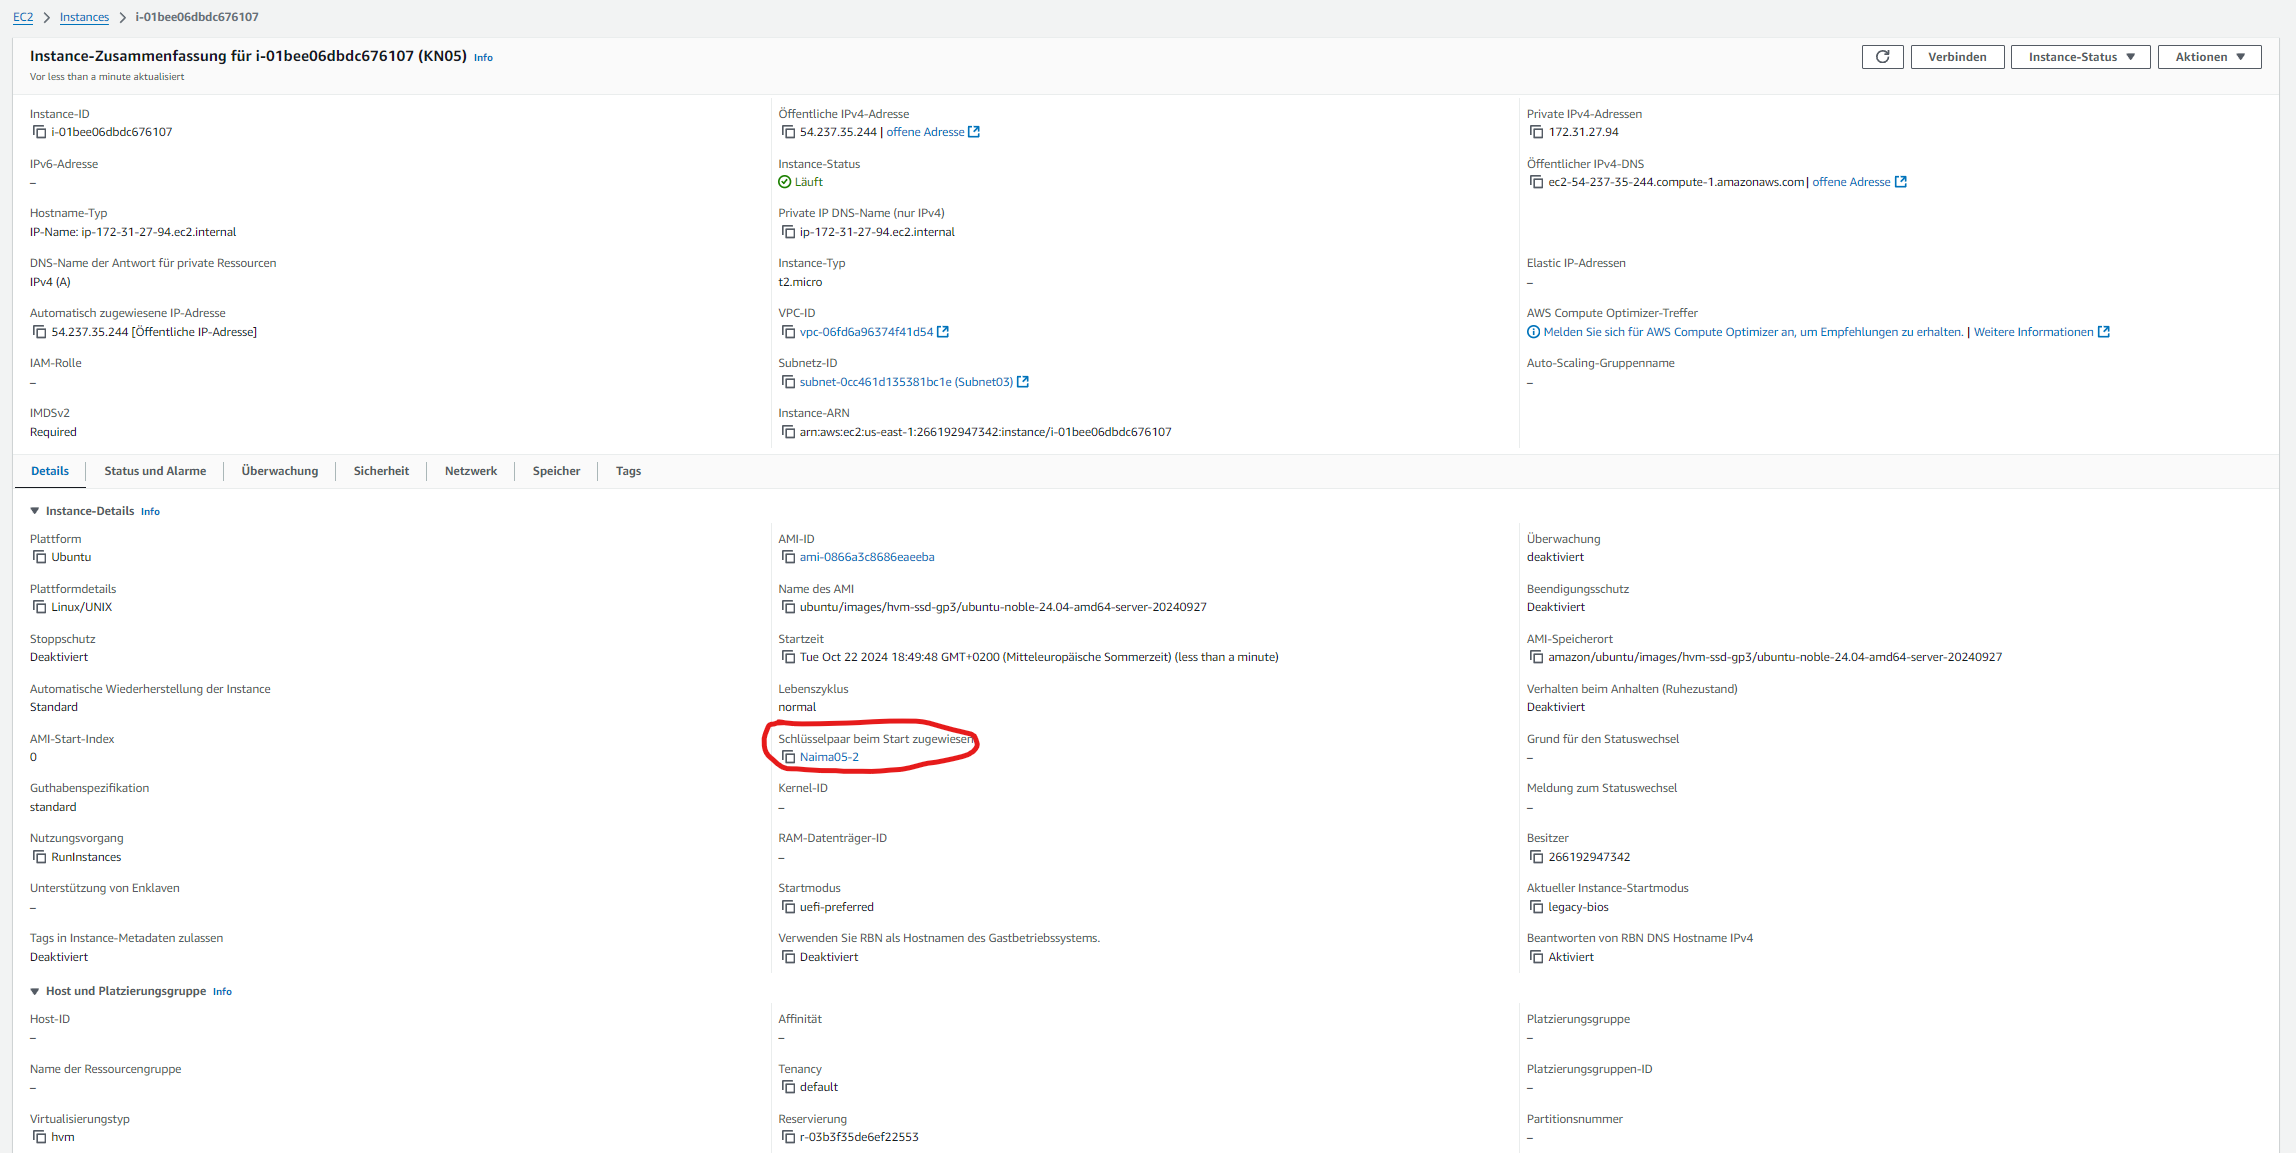 EC2 > Instances > i-01bee06dbdc676107
Instance-Zusammenfassung für i-01bee06dbdc676107 (KN05) Info
Vor less than a minute aktualisiert
Verbinden Instance-Status Aktionen
Instance-ID
i-01bee06dbdc676107
Öffentliche IPv4-Adresse
54.237.35.244 | offene Adresse
Private IPv4-Adressen
172.31.27.94
IPv6-Adresse
–
Instance-Status
Läuft
Öffentlicher IPv4-DNS
ec2-54-237-35-244.compute-1.amazonaws.com | offene Adresse
Hostname-Typ
IP-Name: ip-172-31-27-94.ec2.internal
Private IP DNS-Name (nur IPv4)
ip-172-31-27-94.ec2.internal
DNS-Name der Antwort für private Ressourcen
IPv4 (A)
Instance-Typ
t2.micro
Elastic IP-Adressen
–
Automatisch zugewiesene IP-Adresse
54.237.35.244 [Öffentliche IP-Adresse]
VPC-ID
vpc-06fd6a96374f41d54
AWS Compute Optimizer-Treffer
Melden Sie sich für AWS Compute Optimizer an, um Empfehlungen zu erhalten. | Weitere Informationen
IAM-Rolle
–
Subnetz-ID
subnet-0cc461d135381bc1e (Subnet03)
Auto-Scaling-Gruppenname
–
IMDSv2
Required
Instance-ARN
arn:aws:ec2:us-east-1:266192947342:instance/i-01bee06dbdc676107
Details Status und Alarme Überwachung Sicherheit Netzwerk Speicher Tags
Instance-Details Info
Plattform
Ubuntu
AMI-ID
ami-0866a3c8686eaeeba
Überwachung
deaktiviert
Plattformdetails
Linux/UNIX
Name des AMI
ubuntu/images/hvm-ssd-gp3/ubuntu-noble-24.04-amd64-server-20240927
Beendigungsschutz
Deaktiviert
Stoppschutz
Deaktiviert
Startzeit
Tue Oct 22 2024 18:49:48 GMT+0200 (Mitteleuropäische Sommerzeit) (less than a minute)
AMI-Speicherort
amazon/ubuntu/images/hvm-ssd-gp3/ubuntu-noble-24.04-amd64-server-20240927
Automatische Wiederherstellung der Instance
Standard
Lebenszyklus
normal
Verhalten beim Anhalten (Ruhezustand)
Deaktiviert
AMI-Start-Index
0
Schlüsselpaar beim Start zugewiesen
Naima05-2
Grund für den Statuswechsel
–
Guthabenspezifikation
standard
Kernel-ID
–
Meldung zum Statuswechsel
–
Nutzungsvorgang
RunInstances
RAM-Datenträger-ID
–
Besitzer
266192947342
Unterstützung von Enklaven
–
Startmodus
uefi-preferred
Aktueller Instance-Startmodus
legacy-bios
Tags in Instance-Metadaten zulassen
Deaktiviert
Verwenden Sie RBN als Hostnamen des Gastbetriebssystems.
Deaktiviert
Beantworten von RBN DNS Hostname IPv4
Aktiviert
Host und Platzierungsgruppe Info
Host-ID
–
Affinität
–
Platzierungsgruppe
–
Name der Ressourcengruppe
–
Tenancy
default
Platzierungsgruppen-ID
–
Virtualisierungstyp
hvm
Reservierung
r-03b3f35de6ef22553
Partitionsnummer
–